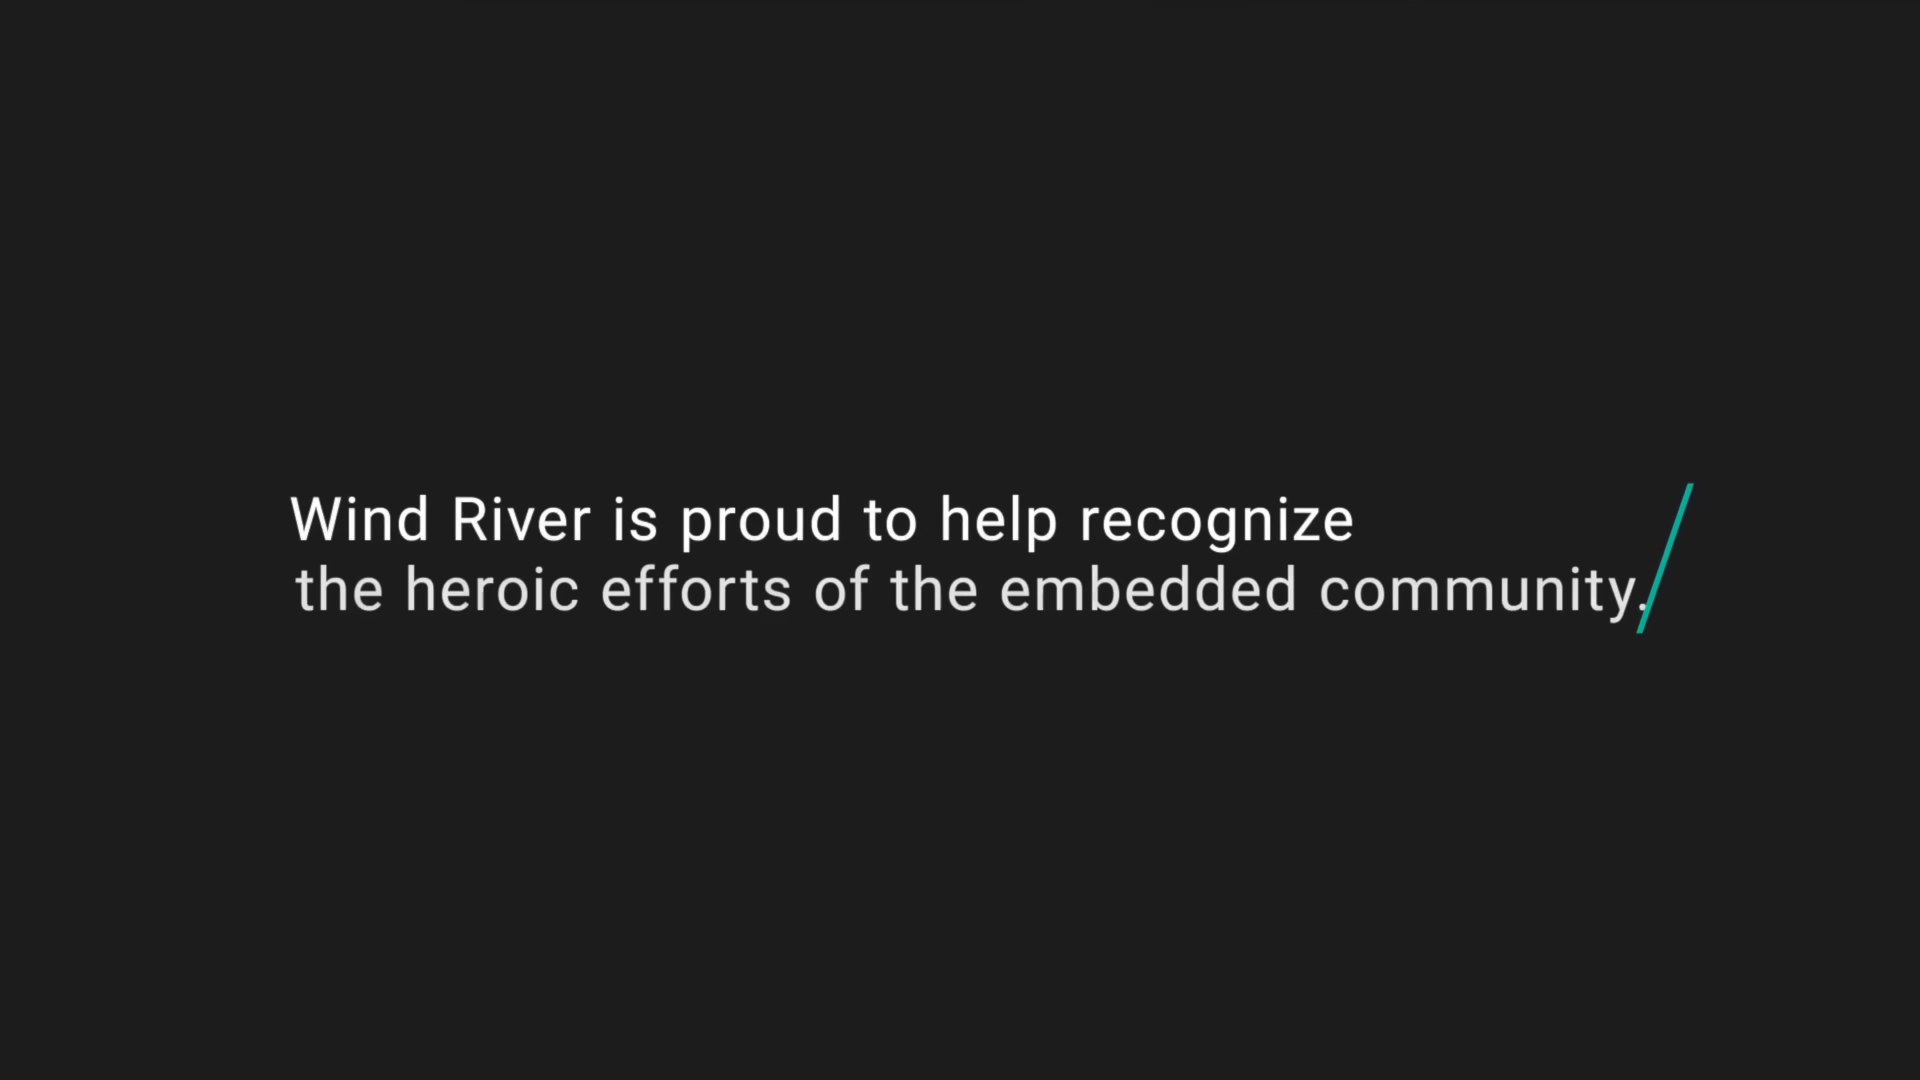 Wind River is proud to help recognize
the heroic efforts of the embedded community.